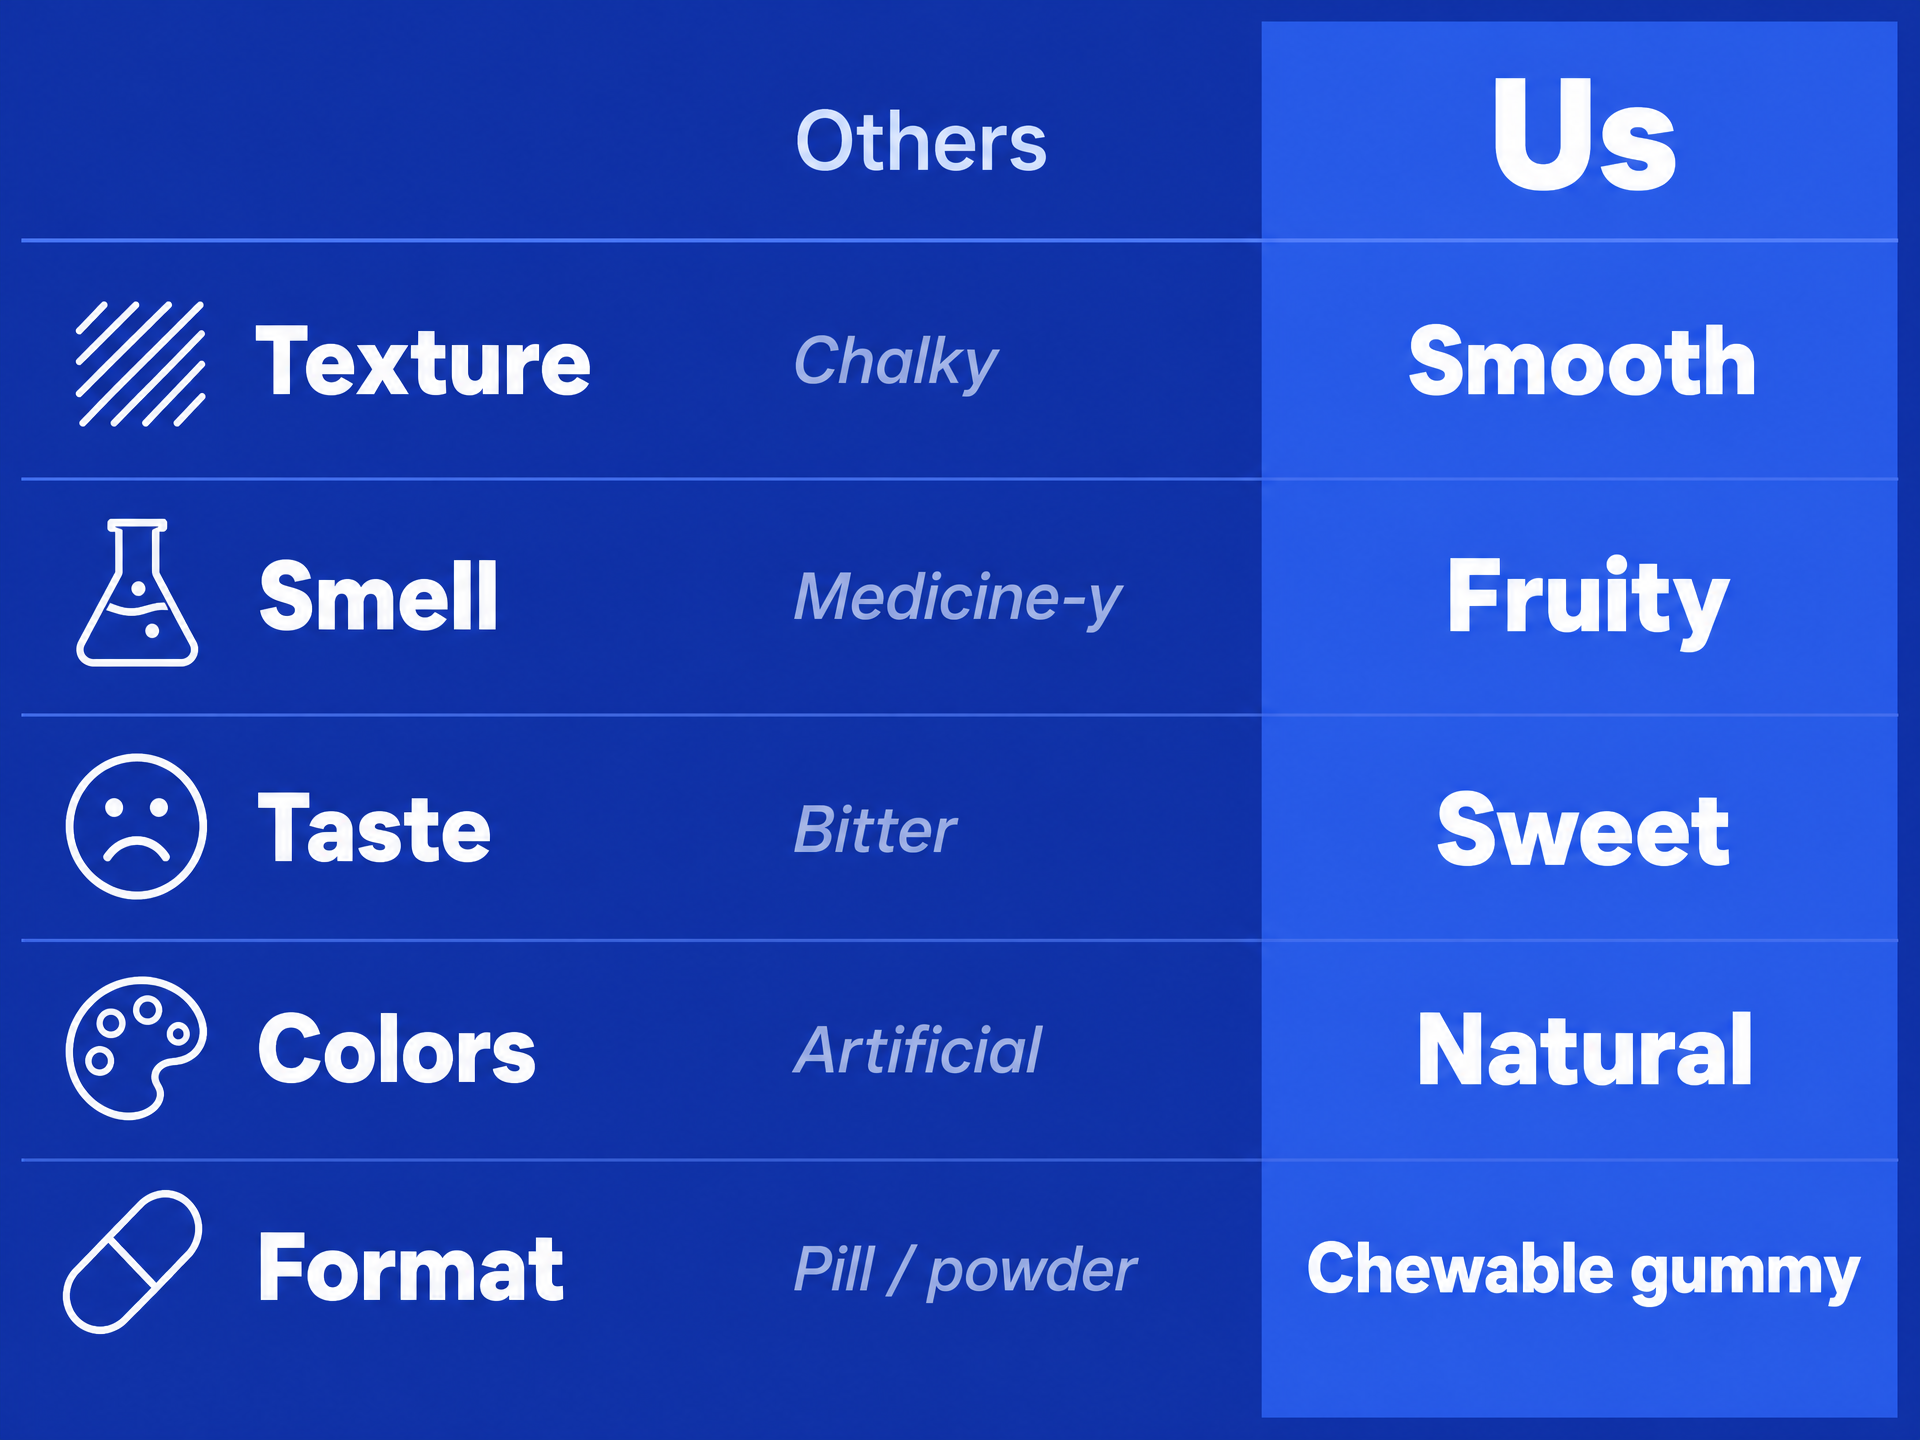 Others Us
Texture Chalky Smooth
Smell Medicine-y Fruity
Taste Bitter Sweet
Colors Artificial Natural
Format Pill / powder Chewable gummy